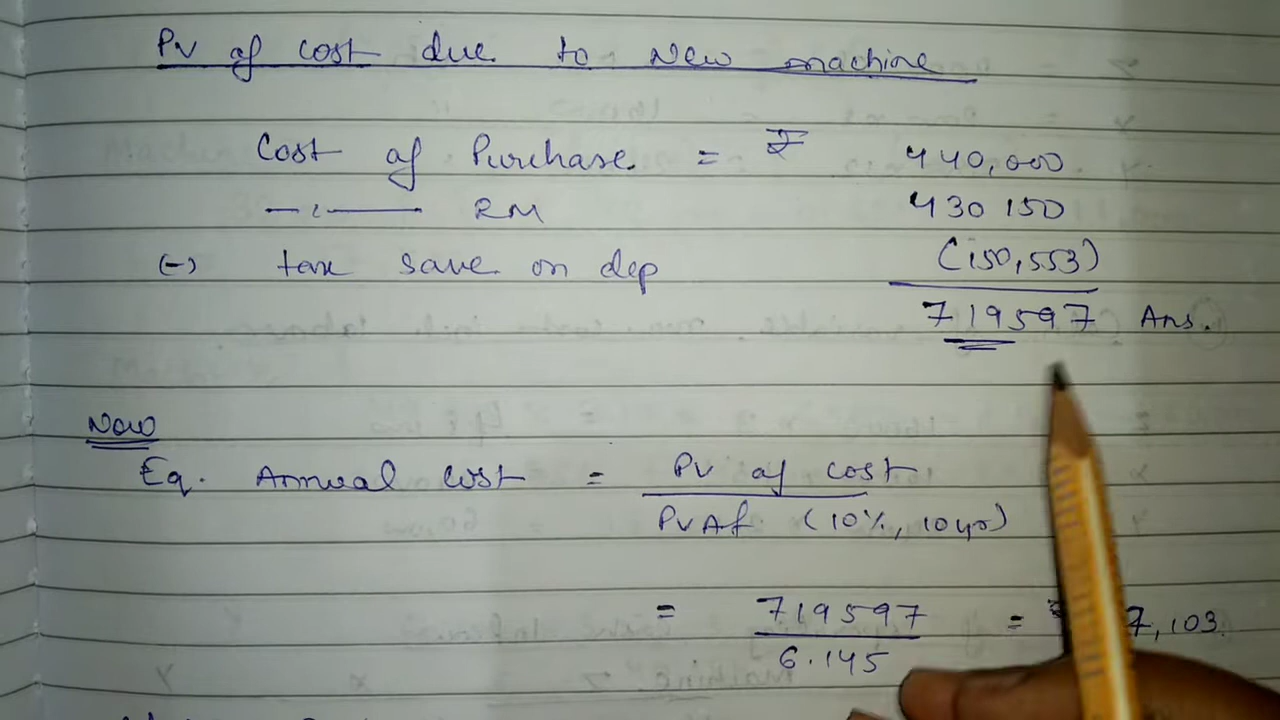 PV of cost due to New machine
Cost of Purchase = ₹ 440,000
—〃— RM 430 150
(-) tax save on dep (150,553)
719597 Ans.
Now
Eq. Annual Cost = PV of cost
PVAf (10%, 10yr)
= 719597 = 7,103
6.145